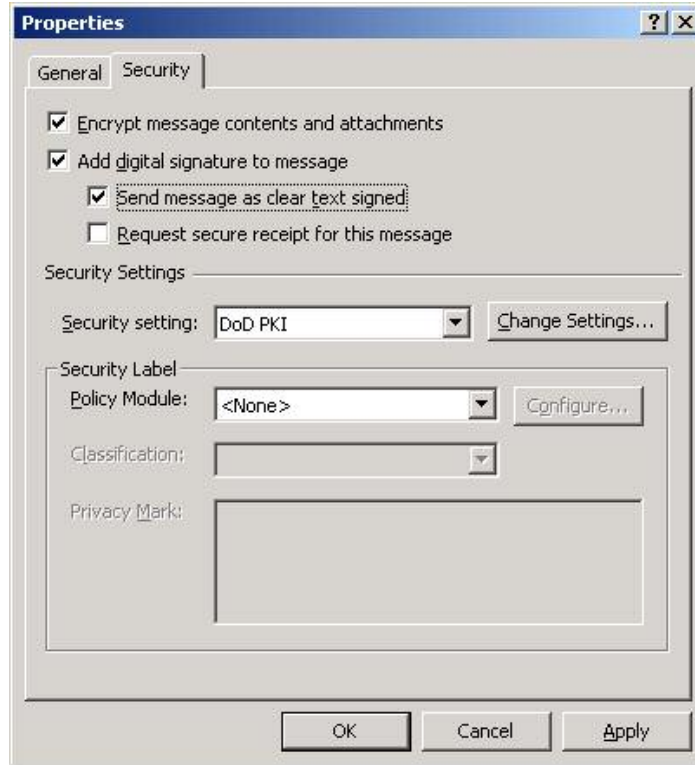 Properties
General Security
Encrypt message contents and attachments
Add digital signature to message
Send message as clear text signed
Request secure receipt for this message
Security Settings
Security setting: DoD PKI Change Settings...
Security Label
Policy Module: <None> Configure...
Classification:
Privacy Mark:
OK Cancel Apply